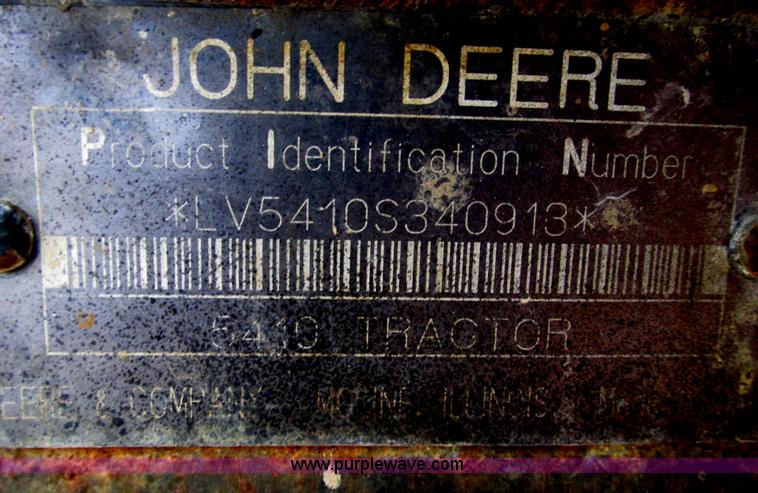 JOHN DEERE
Product Identification Number
*LV5410S340913*
5410 TRACTOR
DEERE & COMPANY MOLINE ILLINOIS
www.purplewave.com